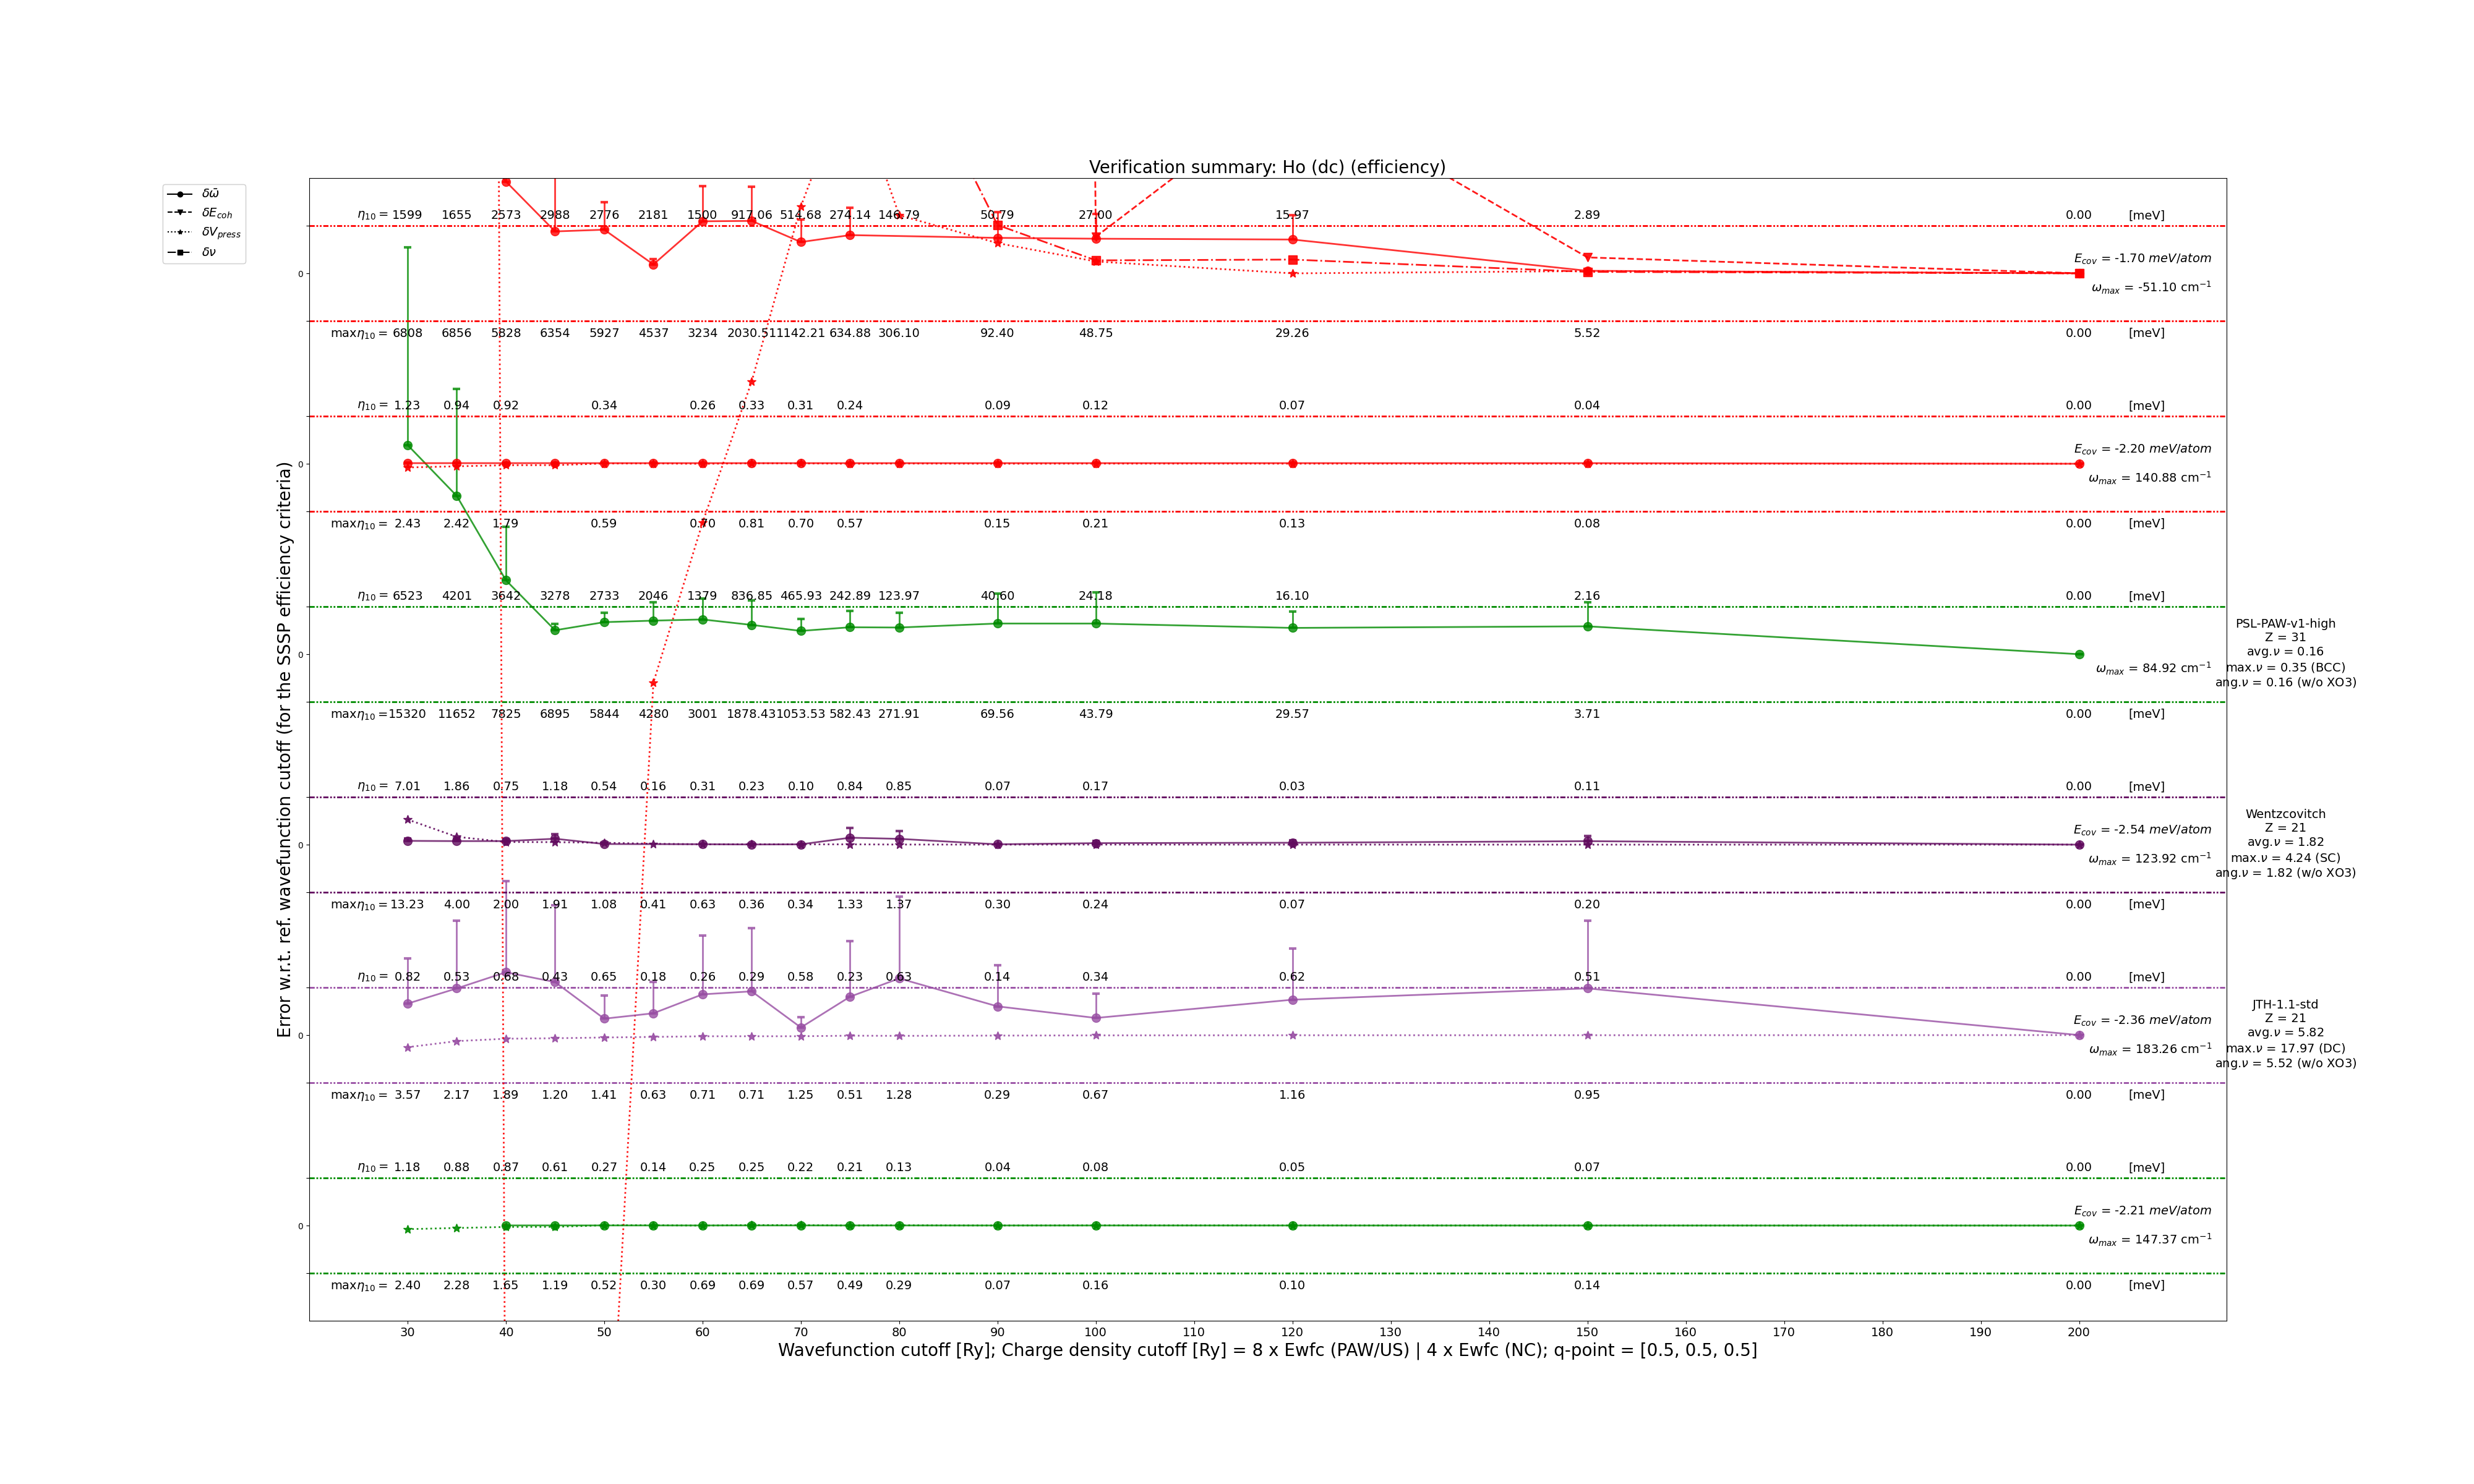 Verification summary: Ho (dc) (efficiency)
δω̄
δE_coh
δV_press
δν
η₁₀ = 1599 1655 2573 2988 2776 2181 1500 917.06 514.68 274.14 146.79 50.79 27.00 15.97 2.89 0.00 [meV]
0
E_cov = -1.70 meV/atom
ω_max = -51.10 cm⁻¹
maxη₁₀ = 6808 6856 5828 6354 5927 4537 3234 2030.51 1142.21 634.88 306.10 92.40 48.75 29.26 5.52 0.00 [meV]
η₁₀ = 1.23 0.94 0.92 0.34 0.26 0.33 0.31 0.24 0.09 0.12 0.07 0.04 0.00 [meV]
0
E_cov = -2.20 meV/atom
ω_max = 140.88 cm⁻¹
maxη₁₀ = 2.43 2.42 1.79 0.59 0.70 0.81 0.70 0.57 0.15 0.21 0.13 0.08 0.00 [meV]
η₁₀ = 6523 4201 3642 3278 2733 2046 1379 836.85 465.93 242.89 123.97 40.60 24.18 16.10 2.16 0.00 [meV]
0
ω_max = 84.92 cm⁻¹
PSL-PAW-v1-high
Z = 31
avg.ν = 0.16
max.ν = 0.35 (BCC)
ang.ν = 0.16 (w/o XO3)
maxη₁₀ = 15320 11652 7825 6895 5844 4280 3001 1878.43 1053.53 582.43 271.91 69.56 43.79 29.57 3.71 0.00 [meV]
η₁₀ = 7.01 1.86 0.75 1.18 0.54 0.16 0.31 0.23 0.10 0.84 0.85 0.07 0.17 0.03 0.11 0.00 [meV]
0
E_cov = -2.54 meV/atom
ω_max = 123.92 cm⁻¹
Wentzcovitch
Z = 21
avg.ν = 1.82
max.ν = 4.24 (SC)
ang.ν = 1.82 (w/o XO3)
maxη₁₀ = 13.23 4.00 2.00 1.91 1.08 0.41 0.63 0.36 0.34 1.33 1.37 0.30 0.24 0.07 0.20 0.00 [meV]
η₁₀ = 0.82 0.53 0.68 0.43 0.65 0.18 0.26 0.29 0.58 0.23 0.63 0.14 0.34 0.62 0.51 0.00 [meV]
0
E_cov = -2.36 meV/atom
ω_max = 183.26 cm⁻¹
JTH-1.1-std
Z = 21
avg.ν = 5.82
max.ν = 17.97 (DC)
ang.ν = 5.52 (w/o XO3)
maxη₁₀ = 3.57 2.17 1.89 1.20 1.41 0.63 0.71 0.71 1.25 0.51 1.28 0.29 0.67 1.16 0.95 0.00 [meV]
η₁₀ = 1.18 0.88 0.87 0.61 0.27 0.14 0.25 0.25 0.22 0.21 0.13 0.04 0.08 0.05 0.07 0.00 [meV]
0
E_cov = -2.21 meV/atom
ω_max = 147.37 cm⁻¹
maxη₁₀ = 2.40 2.28 1.65 1.19 0.52 0.30 0.69 0.69 0.57 0.49 0.29 0.07 0.16 0.10 0.14 0.00 [meV]
Error w.r.t. ref. wavefunction cutoff (for the SSSP efficiency criteria)
30 40 50 60 70 80 90 100 110 120 130 140 150 160 170 180 190 200
Wavefunction cutoff [Ry]; Charge density cutoff [Ry] = 8 x Ewfc (PAW/US) | 4 x Ewfc (NC); q-point = [0.5, 0.5, 0.5]